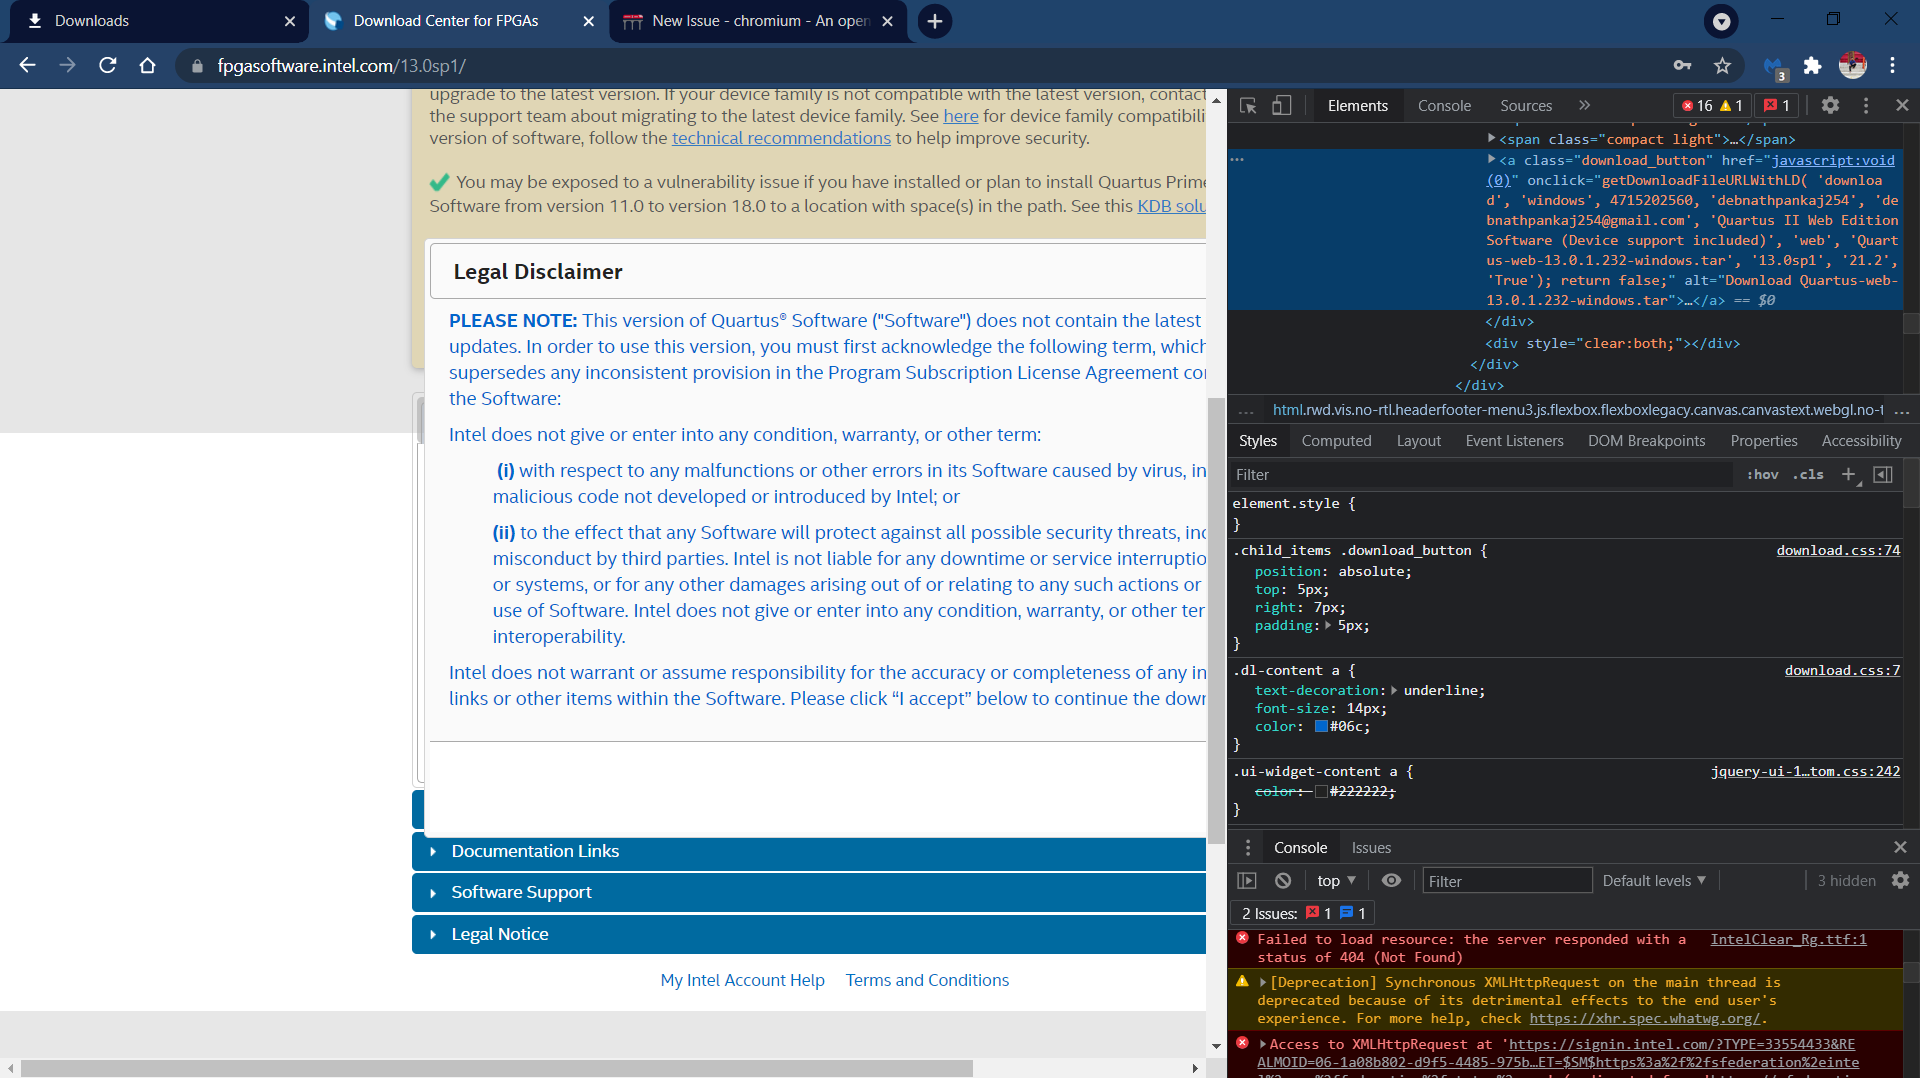 Downloads
Download Center for FPGAs
New Issue - chromium - An open
fpgasoftware.intel.com/13.0sp1/
3
upgrade to the latest version. If your device family is not compatible with the latest version, contact
the support team about migrating to the latest device family. See here for device family compatibili
version of software, follow the technical recommendations to help improve security.
You may be exposed to a vulnerability issue if you have installed or plan to install Quartus Prime
Software from version 11.0 to version 18.0 to a location with space(s) in the path. See this KDB solu
Legal Disclaimer
PLEASE NOTE: This version of Quartus® Software ("Software") does not contain the latest
updates. In order to use this version, you must first acknowledge the following term, which
supersedes any inconsistent provision in the Program Subscription License Agreement co
the Software:
Intel does not give or enter into any condition, warranty, or other term:
(i) with respect to any malfunctions or other errors in its Software caused by virus, in
malicious code not developed or introduced by Intel; or
(ii) to the effect that any Software will protect against all possible security threats, inc
misconduct by third parties. Intel is not liable for any downtime or service interruptio
or systems, or for any other damages arising out of or relating to any such actions or
use of Software. Intel does not give or enter into any condition, warranty, or other ter
interoperability.
Intel does not warrant or assume responsibility for the accuracy or completeness of any in
links or other items within the Software. Please click “I accept” below to continue the dow
Documentation Links
Software Support
Legal Notice
My Intel Account Help Terms and Conditions
Elements Console Sources » 16 1 1
<span class="compact light">…</span>
<a class="download_button" href="javascript:void
(0)" onclick="getDownloadFileURLWithLD( 'downloa
d', 'windows', 4715202560, 'debnathpankaj254', 'de
bnathpankaj254@gmail.com', 'Quartus II Web Edition
Software (Device support included)', 'web', 'Quart
us-web-13.0.1.232-windows.tar', '13.0sp1', '21.2',
'True'); return false;" alt="Download Quartus-web-
13.0.1.232-windows.tar">…</a> == $0
</div>
<div style="clear:both;"></div>
</div>
</div>
… html.rwd.vis.no-rtl.headerfooter-menu3.js.flexbox.flexboxlegacy.canvas.canvastext.webgl.no-t …
Styles Computed Layout Event Listeners DOM Breakpoints Properties Accessibility
Filter :hov .cls +
element.style {
}
.child_items .download_button { download.css:74
position: absolute;
top: 5px;
right: 7px;
padding: 5px;
}
.dl-content a { download.css:7
text-decoration: underline;
font-size: 14px;
color: #06c;
}
.ui-widget-content a { jquery-ui-1…tom.css:242
color: #222222;
}
Console Issues
top Filter Default levels 3 hidden
2 Issues: 1 1
Failed to load resource: the server responded with a IntelClear_Rg.ttf:1
status of 404 (Not Found)
[Deprecation] Synchronous XMLHttpRequest on the main thread is
deprecated because of its detrimental effects to the end user's
experience. For more help, check https://xhr.spec.whatwg.org/.
Access to XMLHttpRequest at 'https://signin.intel.com/?TYPE=33554433&RE
ALMOID=06-1a08b802-d9f5-4485-975b…ET=$SM$https%3a%2f%2fsfederation%2einte